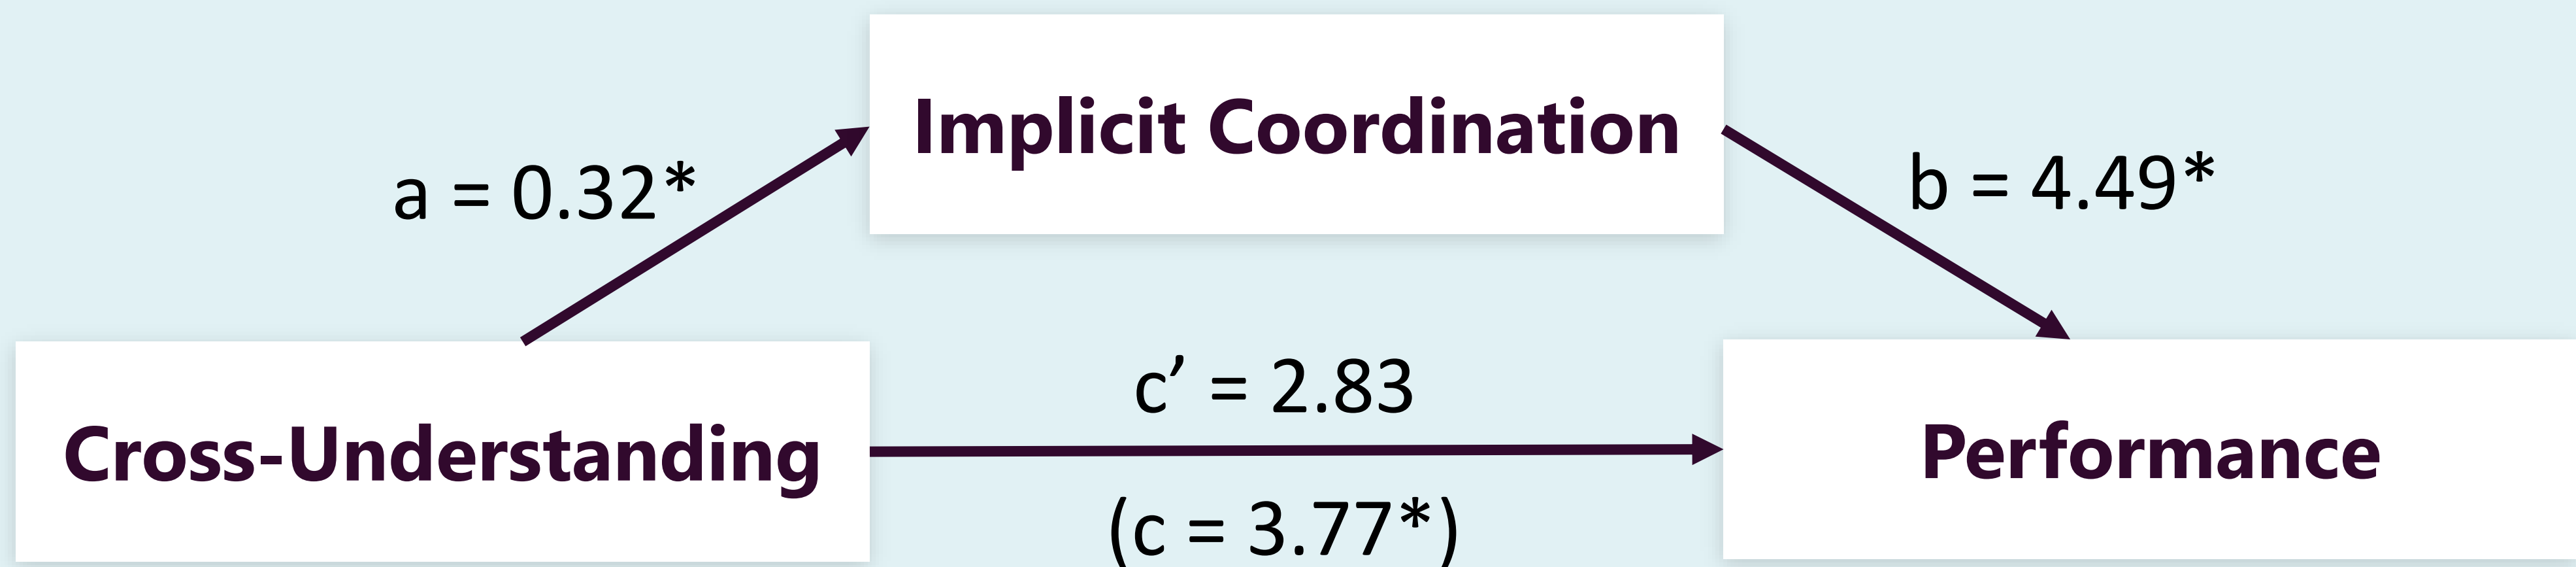 Implicit Coordination
a = 0.32*
b = 4.49*
c’ = 2.83
Cross-Understanding
Performance
(c = 3.77*)